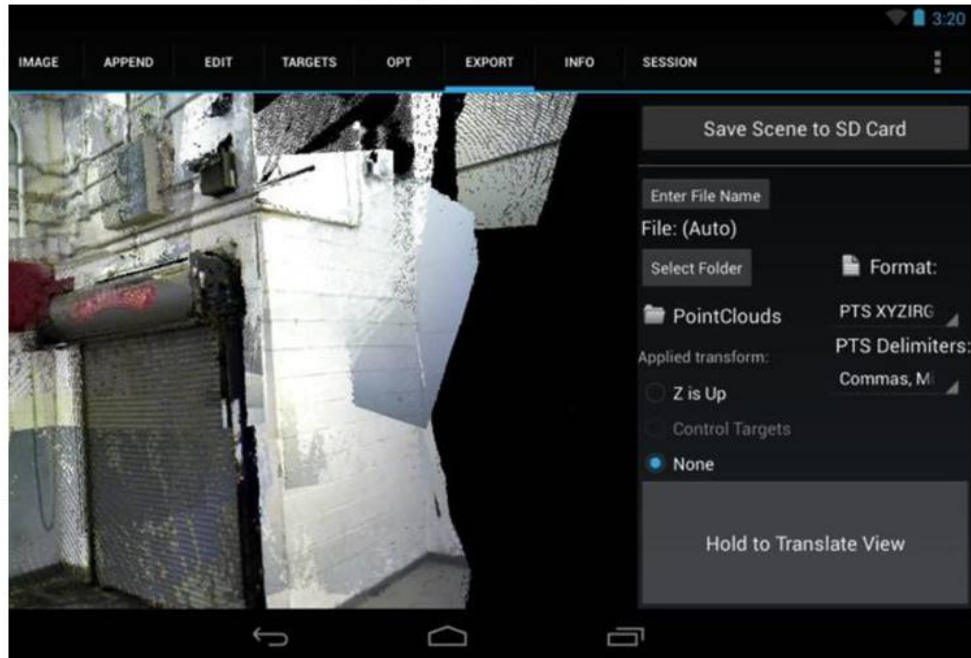 3:20
IMAGE APPEND EDIT TARGETS OPT EXPORT INFO SESSION
Save Scene to SD Card
Enter File Name
File: (Auto)
Select Folder
Format:
PointClouds
PTS XYZIRG
PTS Delimiters:
Applied transform:
Commas, Mi
Z is Up
Control Targets
None
Hold to Translate View